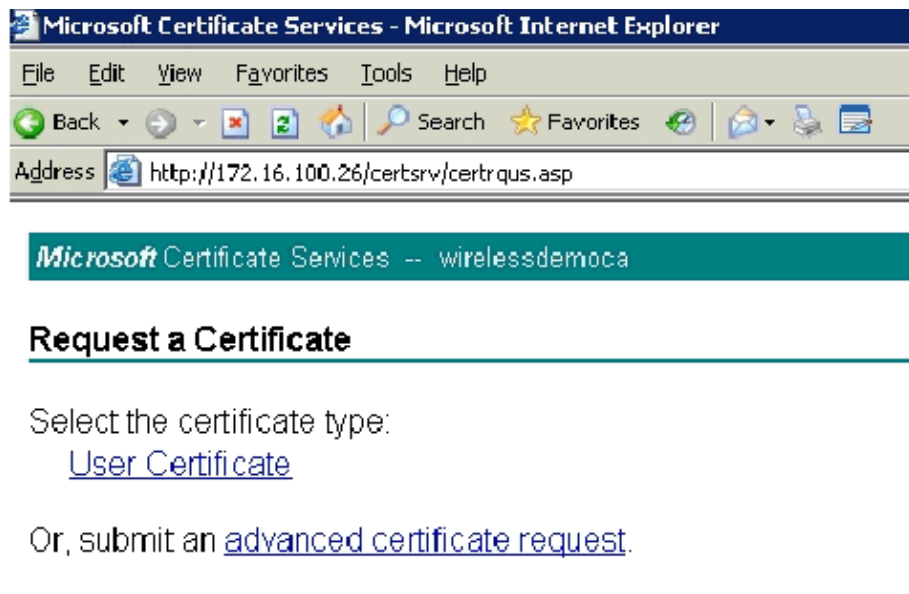 Microsoft Certificate Services - Microsoft Internet Explorer
File Edit View Favorites Tools Help
Back Search Favorites
Address http://172.16.100.26/certsrv/certrqus.asp
Microsoft Certificate Services -- wirelessdemoca
Request a Certificate
Select the certificate type:
User Certificate
Or, submit an advanced certificate request.